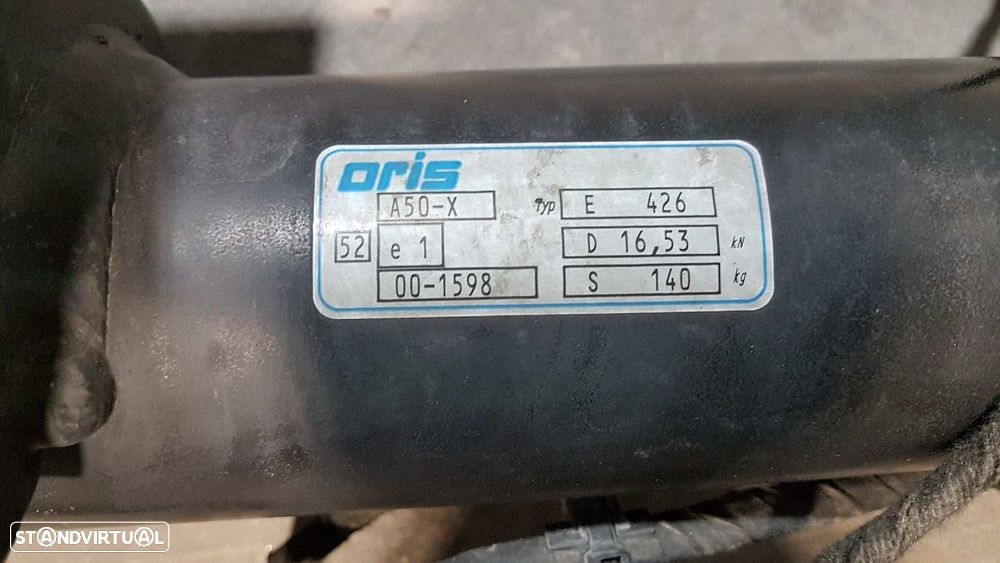 oris
A50-X Typ E 426
52 e 1 D 16,53 kN
00-1598 S 140 kg
STANDVIRTUAL